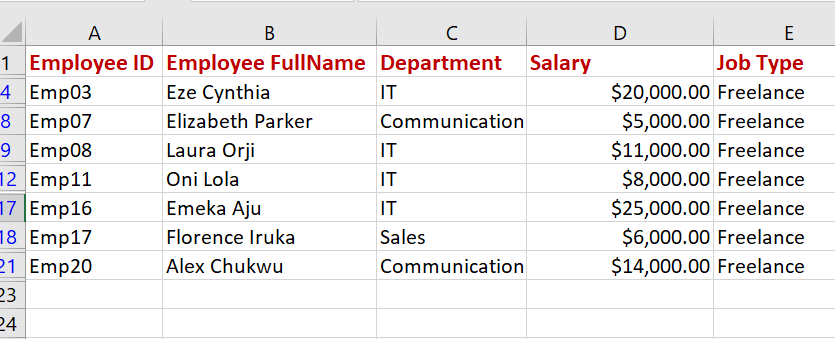 A B C D E
1 Employee ID Employee FullName Department Salary Job Type
4 Emp03 Eze Cynthia IT $20,000.00 Freelance
8 Emp07 Elizabeth Parker Communication $5,000.00 Freelance
9 Emp08 Laura Orji IT $11,000.00 Freelance
12 Emp11 Oni Lola IT $8,000.00 Freelance
17 Emp16 Emeka Aju IT $25,000.00 Freelance
18 Emp17 Florence Iruka Sales $6,000.00 Freelance
21 Emp20 Alex Chukwu Communication $14,000.00 Freelance
23
24